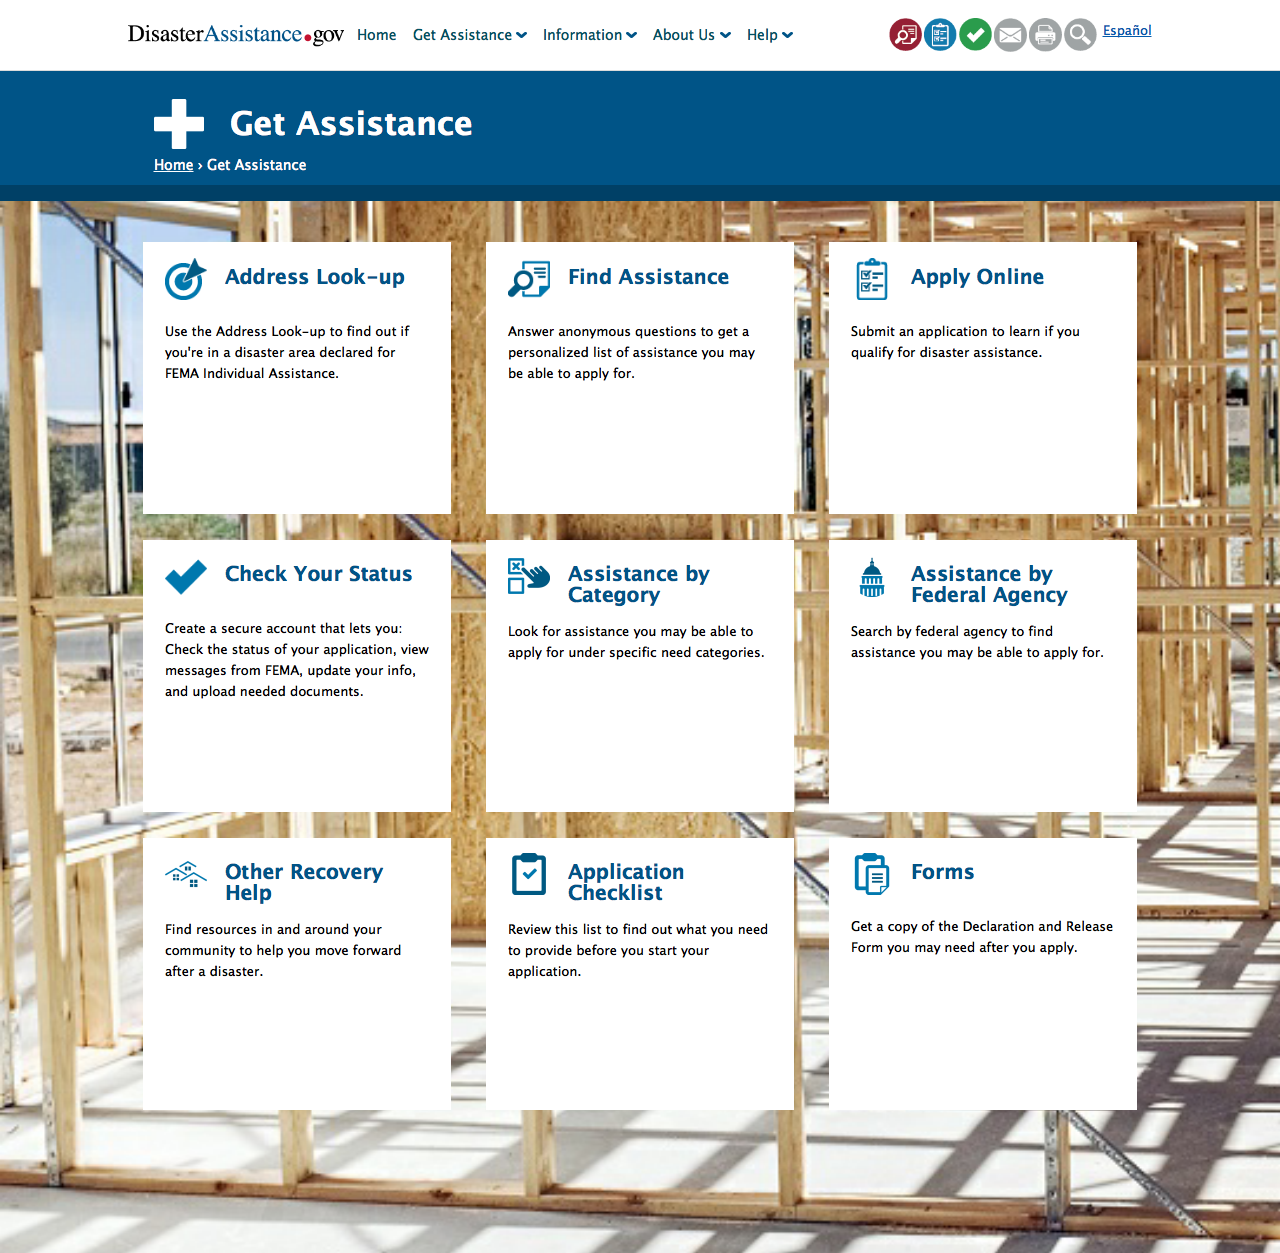 DisasterAssistance.gov Home Get Assistance Information About Us Help Español
Get Assistance
Home › Get Assistance
Address Look-up
Use the Address Look-up to find out if
you're in a disaster area declared for
FEMA Individual Assistance.
Find Assistance
Answer anonymous questions to get a
personalized list of assistance you may
be able to apply for.
Apply Online
Submit an application to learn if you
qualify for disaster assistance.
Check Your Status
Create a secure account that lets you:
Check the status of your application, view
messages from FEMA, update your info,
and upload needed documents.
Assistance by
Category
Look for assistance you may be able to
apply for under specific need categories.
Assistance by
Federal Agency
Search by federal agency to find
assistance you may be able to apply for.
Other Recovery
Help
Find resources in and around your
community to help you move forward
after a disaster.
Application
Checklist
Review this list to find out what you need
to provide before you start your
application.
Forms
Get a copy of the Declaration and Release
Form you may need after you apply.